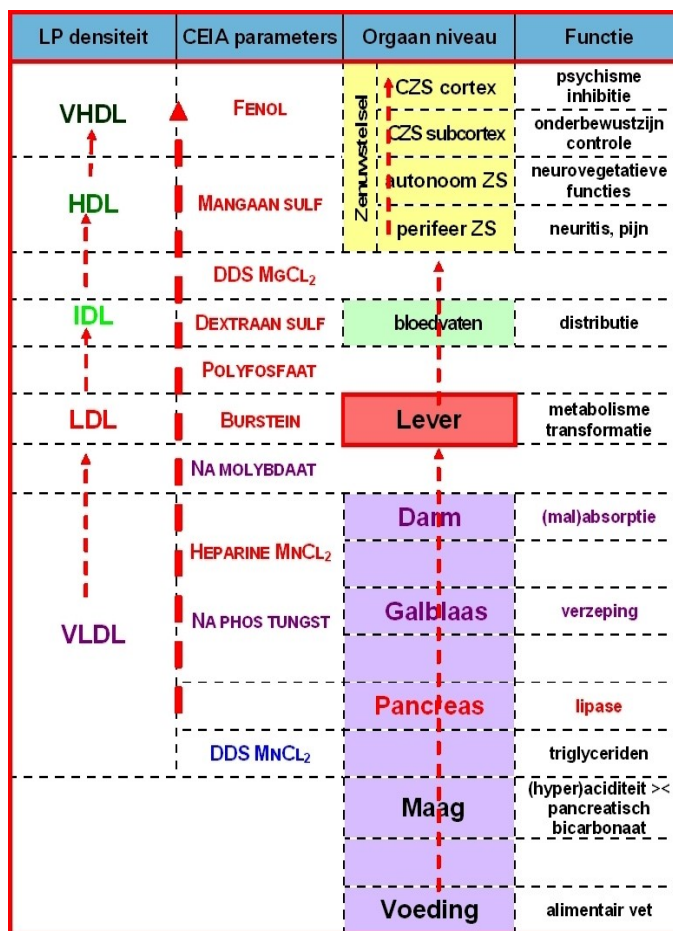 LP densiteit CEIA parameters Orgaan niveau Functie
VHDL FENOL Zenuwstelsel CZS cortex psychisme
inhibitie
CZS subcortex onderbewustzijn
controle
HDL MANGAAN SULF autonoom ZS neurovegetatieve
functies
perifeer ZS neuritis, pijn
DDS MGCL2
IDL DEXTRAAN SULF bloedvaten distributie
POLYFOSFAAT
LDL BURSTEIN Lever metabolisme
transformatie
NA MOLYBDAAT
Darm (mal)absorptie
HEPARINE MNCL2
VLDL NA PHOS TUNGST Galblaas verzeping
Pancreas lipase
DDS MNCL2 triglyceriden
Maag (hyper)aciditeit ><
pancreatisch
bicarbonaat
Voeding alimentair vet